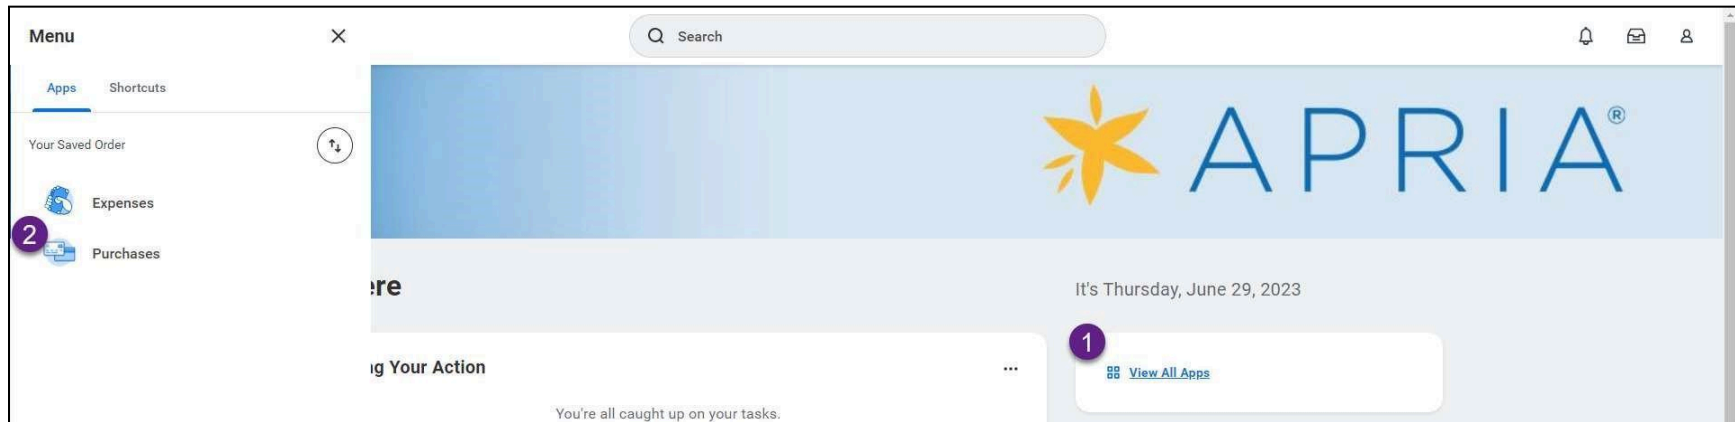 Menu
Search
Apps Shortcuts
Your Saved Order
Expenses
2
Purchases
APRIA®
ere
It's Thursday, June 29, 2023
1
ng Your Action
View All Apps
You're all caught up on your tasks.